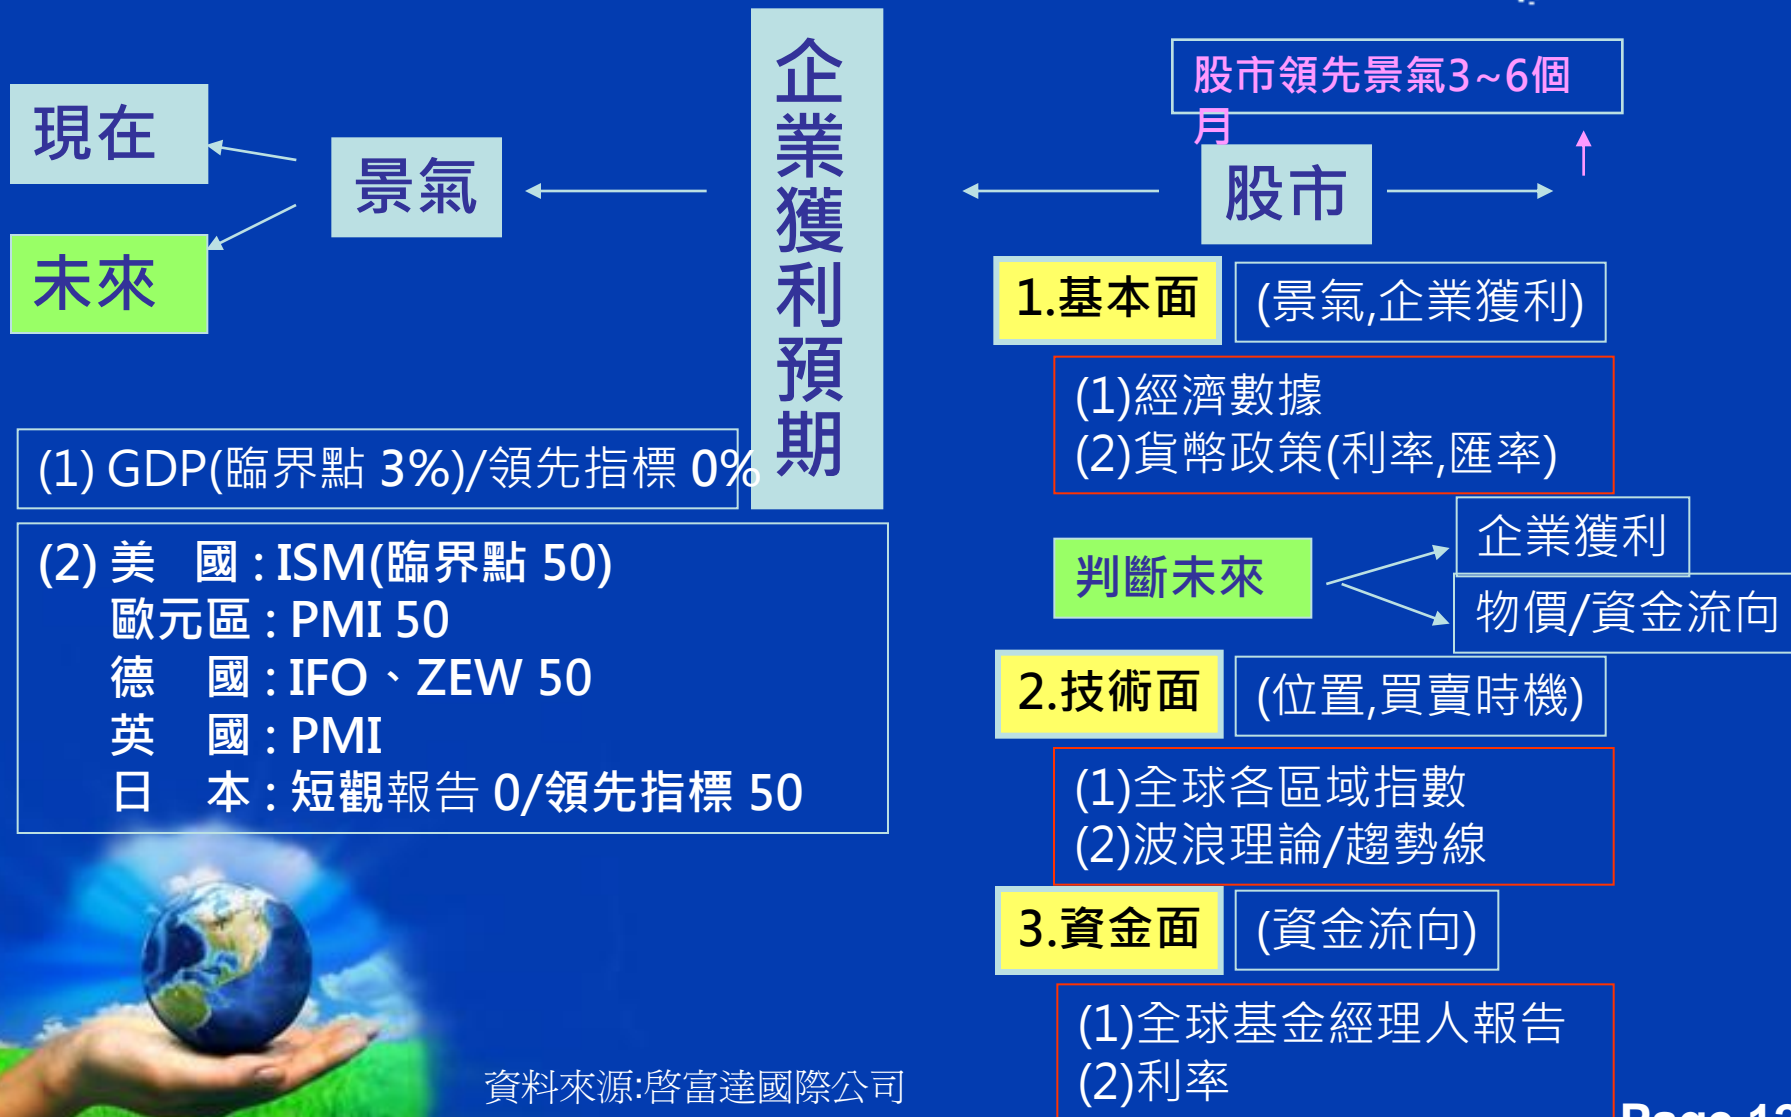 現在
未來
景氣
企業獲利預期
股市領先景氣3~6個
月
股市
(1) GDP(臨界點 3%)/領先指標 0%
(2) 美 國 : ISM(臨界點 50)
歐元區 : PMI 50
德 國 : IFO、ZEW 50
英 國 : PMI
日 本 : 短觀報告 0/領先指標 50
1.基本面 (景氣,企業獲利)
(1)經濟數據
(2)貨幣政策(利率,匯率)
判斷未來
企業獲利
物價/資金流向
2.技術面 (位置,買賣時機)
(1)全球各區域指數
(2)波浪理論/趨勢線
3.資金面 (資金流向)
(1)全球基金經理人報告
(2)利率
資料來源:啓富達國際公司